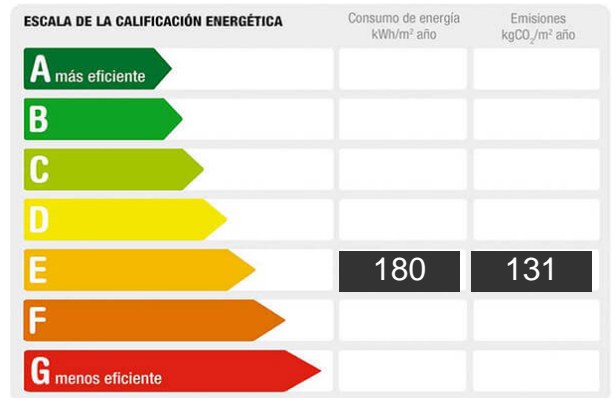 ESCALA DE LA CALIFICACIÓN ENERGÉTICA
Consumo de energía
kWh/m² año
Emisiones
kgCO₂/m² año
A más eficiente
B
C
D
E 180 131
F
G menos eficiente